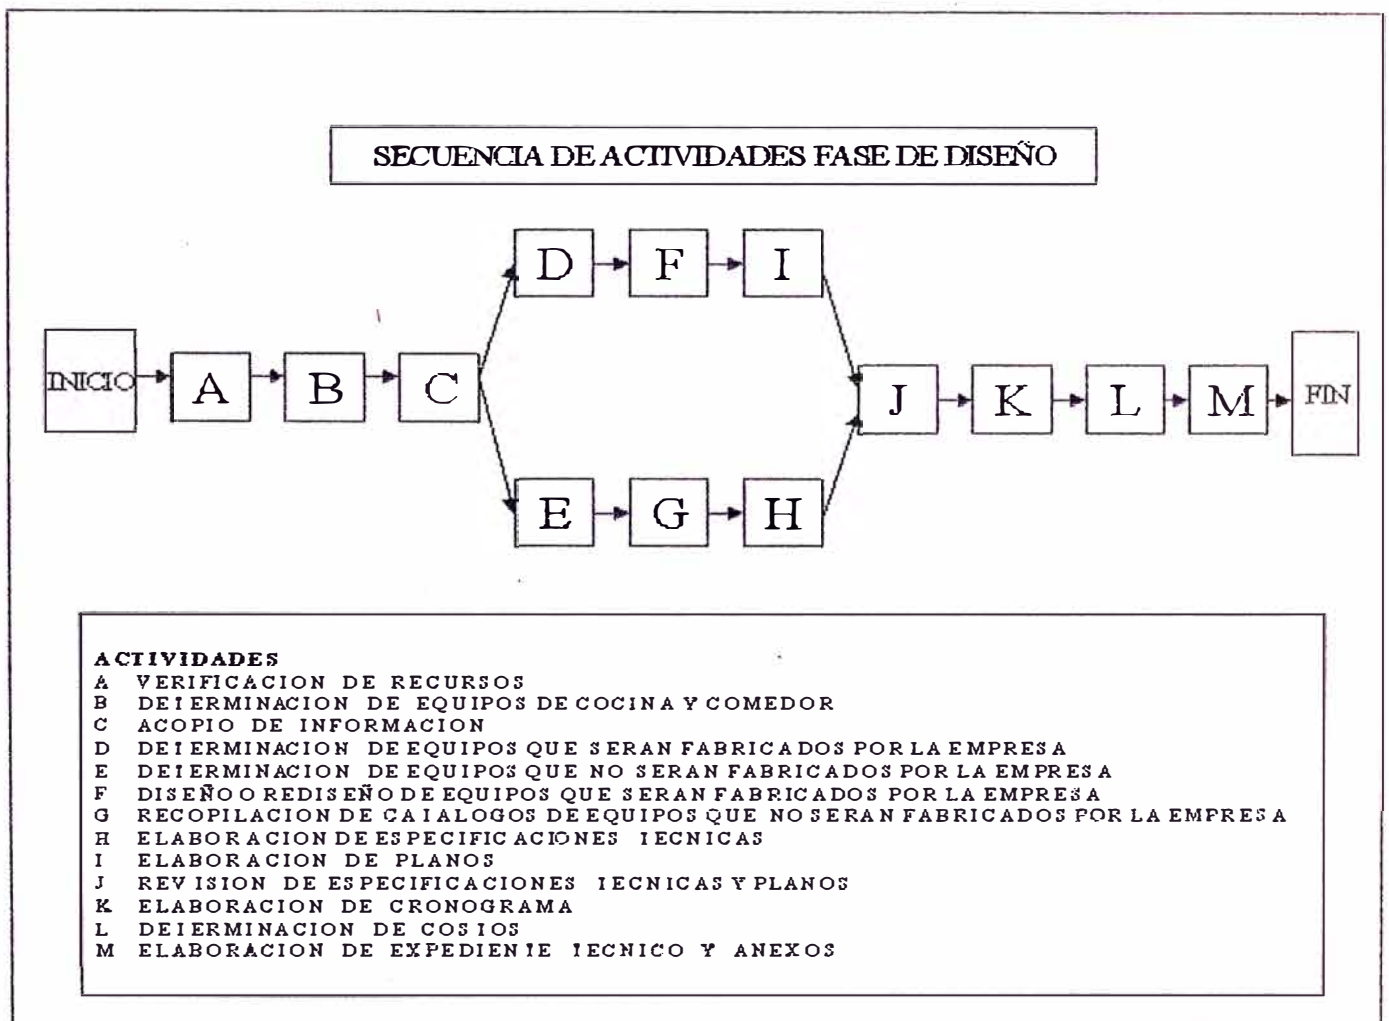 SECUENCIA DE ACTIVIDADES FASE DE DISEÑO
D F I
INICIO A B C
J K L M FIN
E G H
ACTIVIDADES
A VERIFICACION DE RECURSOS
B DETERMINACION DE EQUIPOS DE COCINA Y COMEDOR
C ACOPIO DE INFORMACION
D DETERMINACION DE EQUIPOS QUE SERAN FABRICADOS POR LA EMPRESA
E DETERMINACION DE EQUIPOS QUE NO SERAN FABRICADOS POR LA EMPRESA
F DISEÑO O REDISEÑO DE EQUIPOS QUE SERAN FABRICADOS POR LA EMPRESA
G RECOPILACION DE CATALOGOS DE EQUIPOS QUE NO SERAN FABRICADOS POR LA EMPRESA
H ELABORACION DE ESPECIFICACIONES TECNICAS
I ELABORACION DE PLANOS
J REVISION DE ESPECIFICACIONES TECNICAS Y PLANOS
K ELABORACION DE CRONOGRAMA
L DETERMINACION DE COSTOS
M ELABORACION DE EXPEDIENTE TECNICO Y ANEXOS